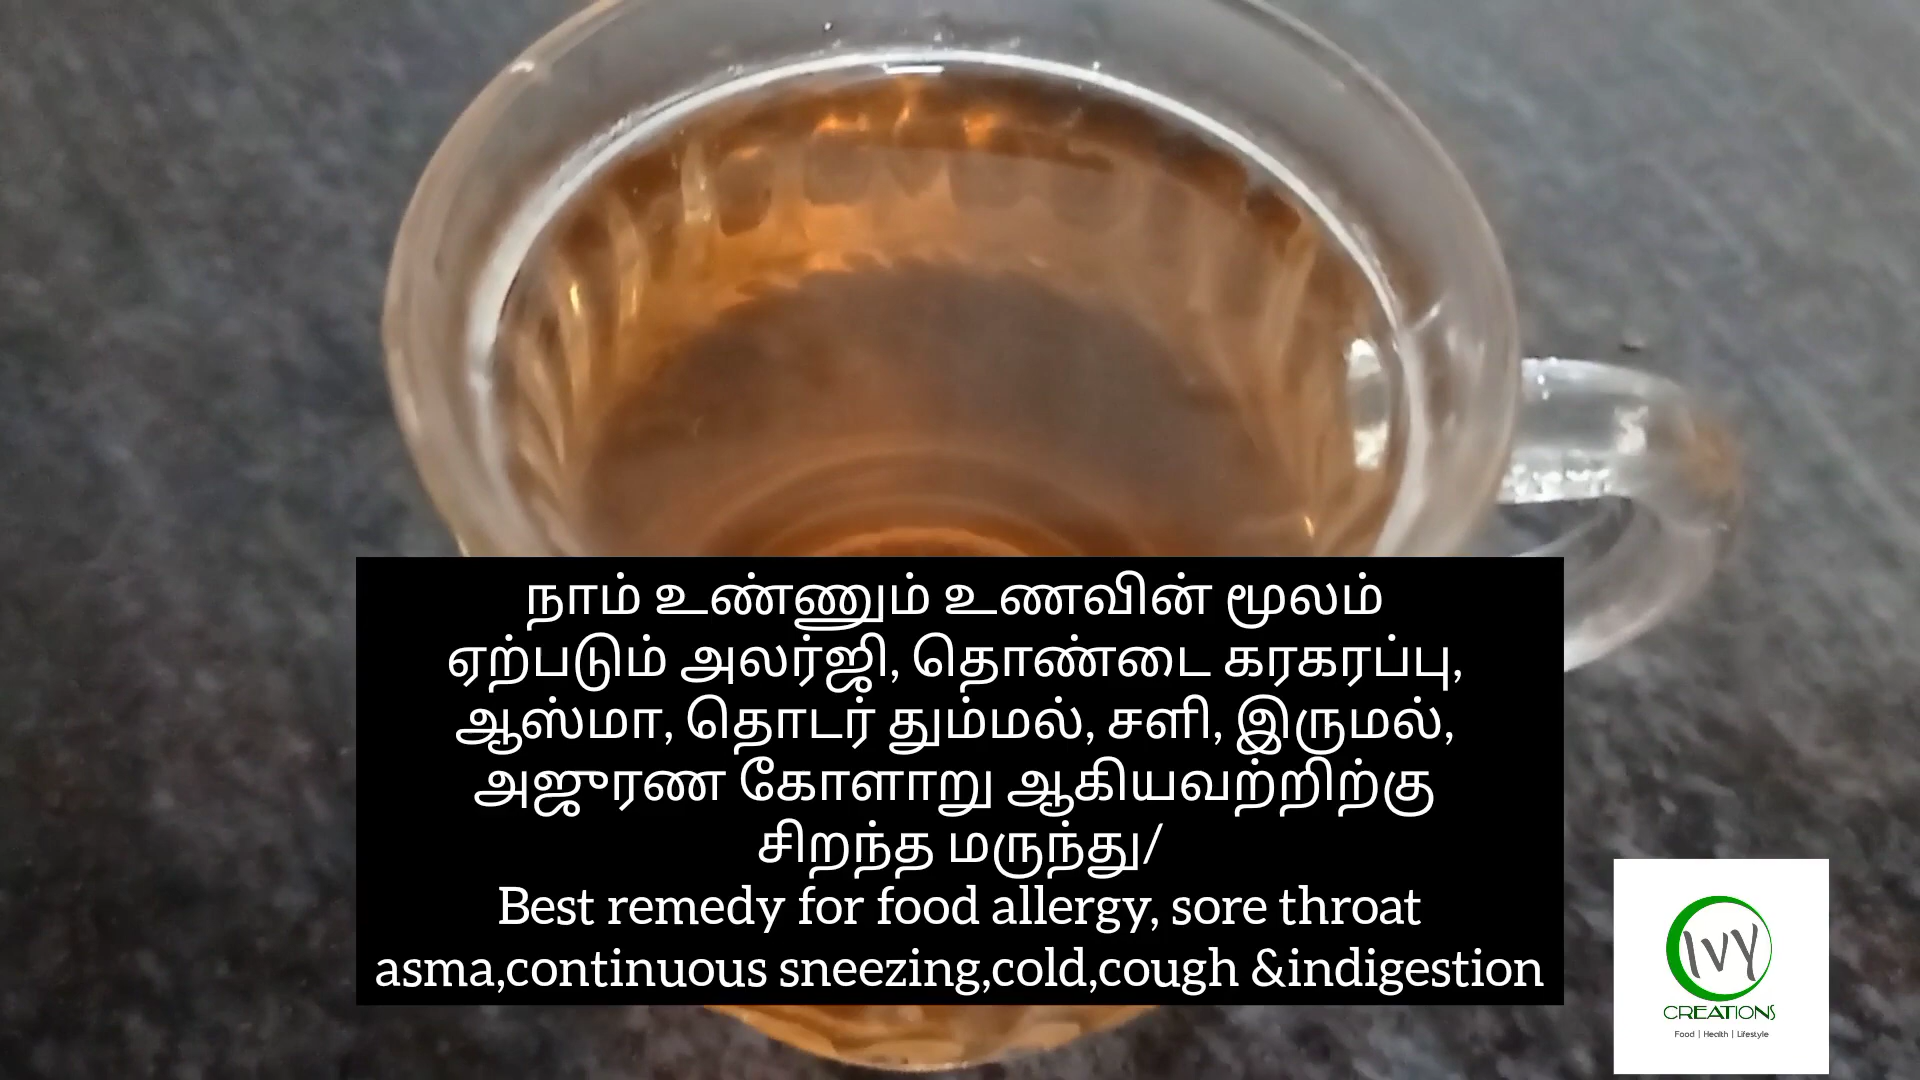 நாம் உண்ணும் உணவின் மூலம்
ஏற்படும் அலர்ஜி, தொண்டை கரகரப்பு,
ஆஸ்மா, தொடர் தும்மல், சளி, இருமல்,
அஜுரண கோளாறு ஆகியவற்றிற்கு
சிறந்த மருந்து/
Best remedy for food allergy, sore throat
asma,continuous sneezing,cold,cough &indigestion
IVY
CREATIONS
Food | Health | Lifestyle